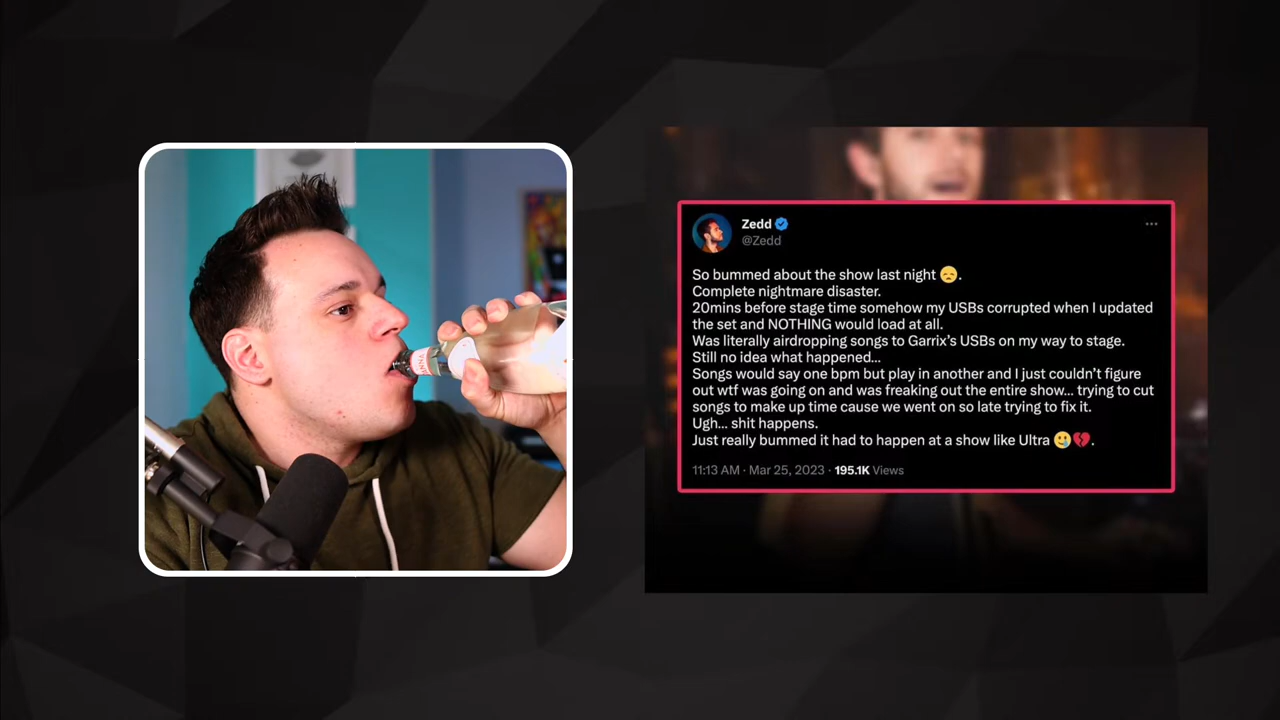 Zedd
@Zedd
So bummed about the show last night 😞.
Complete nightmare disaster.
20mins before stage time somehow my USBs corrupted when I updated
the set and NOTHING would load at all.
Was literally airdropping songs to Garrix’s USBs on my way to stage.
Still no idea what happened...
Songs would say one bpm but play in another and I just couldn’t figure
out wtf was going on and was freaking out the entire show... trying to cut
songs to make up time cause we went on so late trying to fix it.
Ugh... shit happens.
Just really bummed it had to happen at a show like Ultra 🥲💔.
11:13 AM · Mar 25, 2023 · 195.1K Views